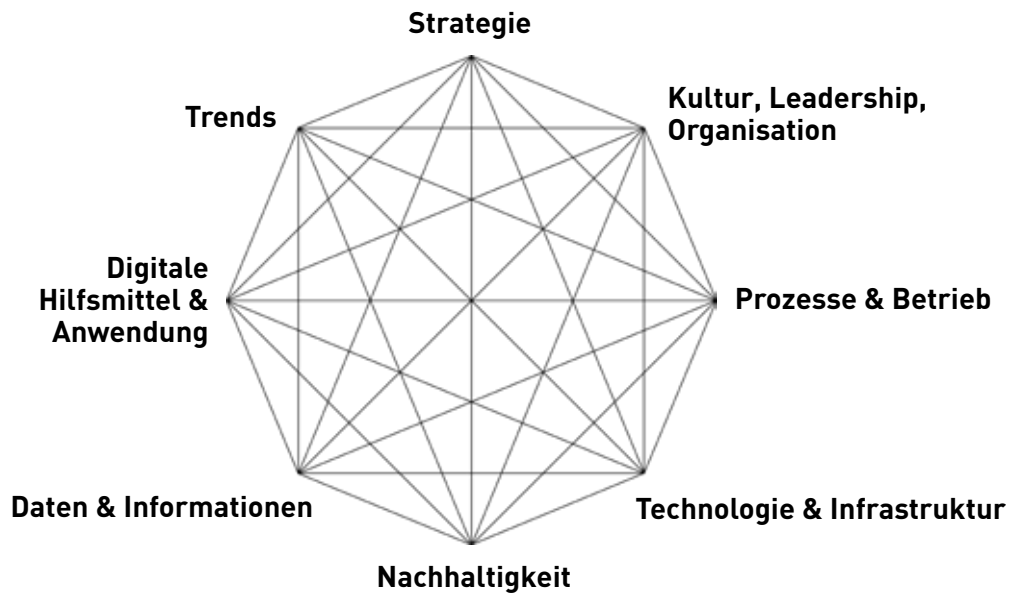 Strategie
Trends
Kultur, Leadership,
Organisation
Digitale
Hilfsmittel &
Anwendung
Prozesse & Betrieb
Daten & Informationen
Technologie & Infrastruktur
Nachhaltigkeit